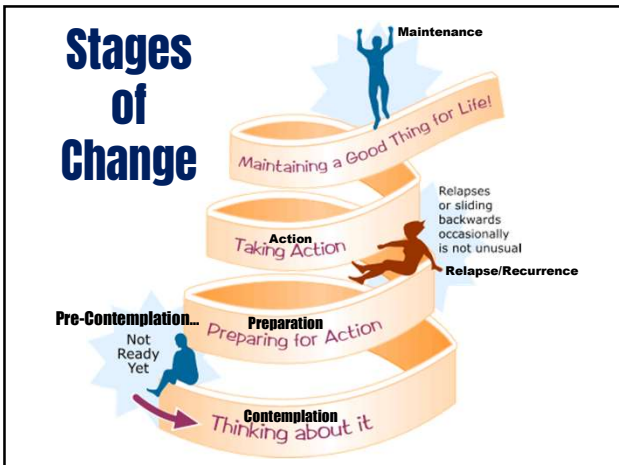 Stages
of
Change
Maintenance
Maintaining a Good Thing for Life!
Relapses
or sliding
backwards
occasionally
is not unusual
Relapse/Recurrence
Action
Taking Action
Pre-Contemplation...
Not
Ready
Yet
Preparation
Preparing for Action
Contemplation
Thinking about it